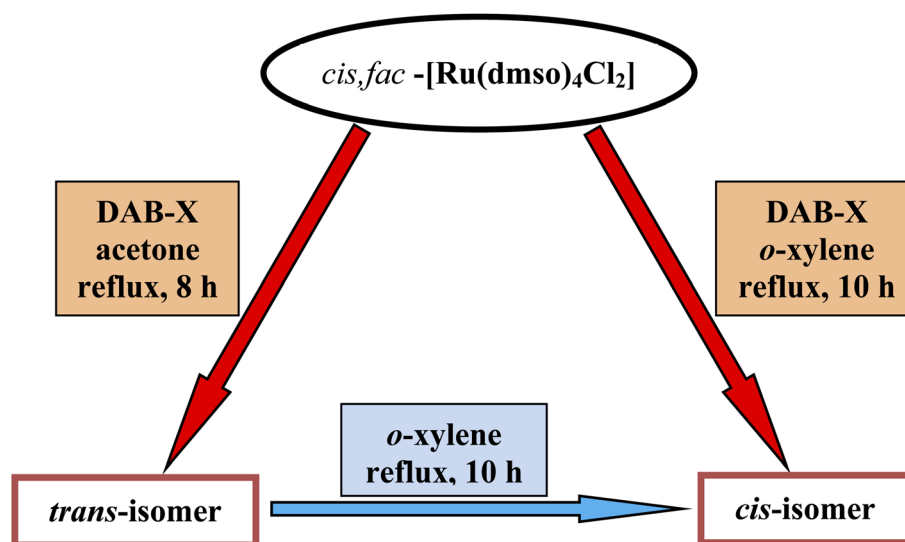 cis,fac -[Ru(dmso)₄Cl₂]
DAB-X
acetone
reflux, 8 h
DAB-X
o-xylene
reflux, 10 h
o-xylene
reflux, 10 h
trans-isomer
cis-isomer